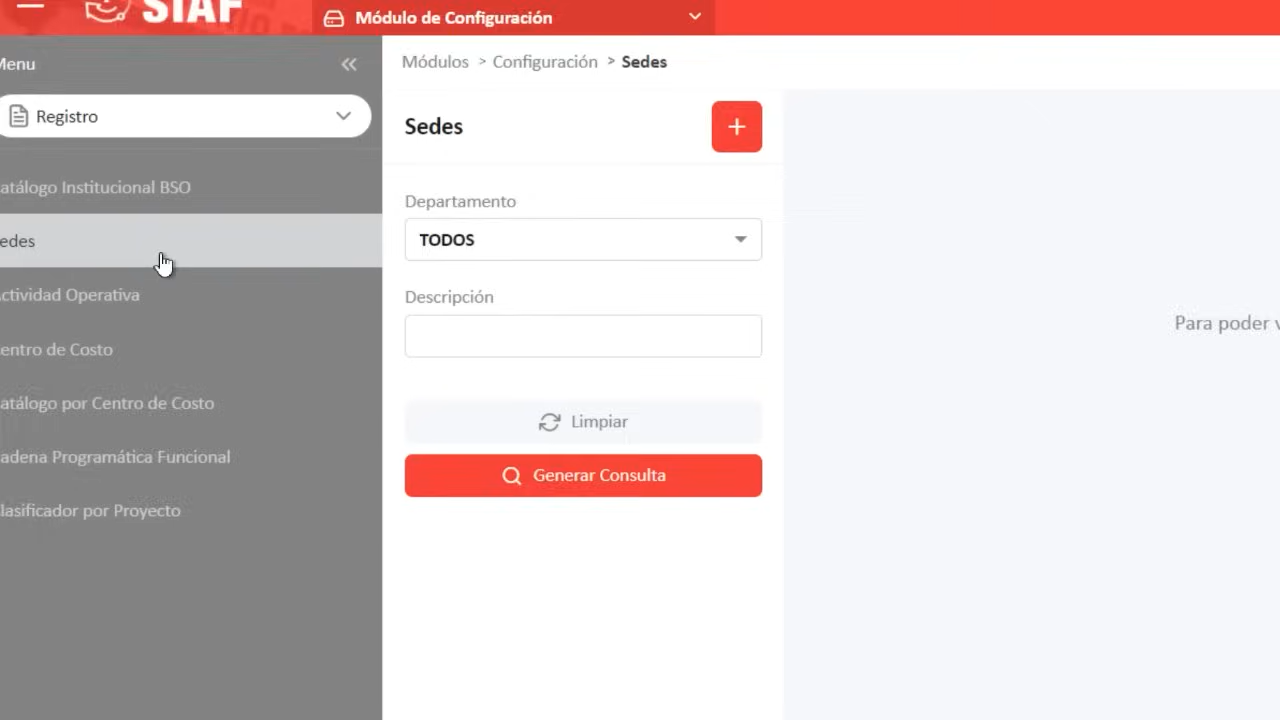 SIAF
Módulo de Configuración
Menu
Módulos > Configuración > Sedes
Registro
Sedes
+
atálogo Institucional BSO
Departamento
edes
TODOS
ctividad Operativa
Descripción
entro de Costo
Para poder v
atálogo por Centro de Costo
Limpiar
adena Programática Funcional
Generar Consulta
lasificador por Proyecto